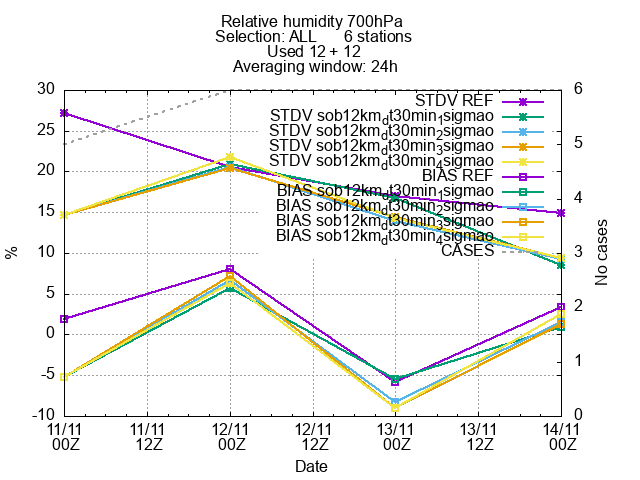 Relative humidity 700hPa
Selection: ALL 6 stations
Used 12 + 12
Averaging window: 24h
30
25
20
15
10
5
0
-5
-10
%
6
5
4
3
2
1
0
No cases
STDV REF
STDV sob12km_dt30min_1sigmao
STDV sob12km_dt30min_2sigmao
STDV sob12km_dt30min_3sigmao
STDV sob12km_dt30min_4sigmao
BIAS REF
BIAS sob12km_dt30min_1sigmao
BIAS sob12km_dt30min_2sigmao
BIAS sob12km_dt30min_3sigmao
BIAS sob12km_dt30min_4sigmao
CASES
11/11 11/11 12/11 12/11 13/11 13/11 14/11
00Z 12Z 00Z 12Z 00Z 12Z 00Z
Date